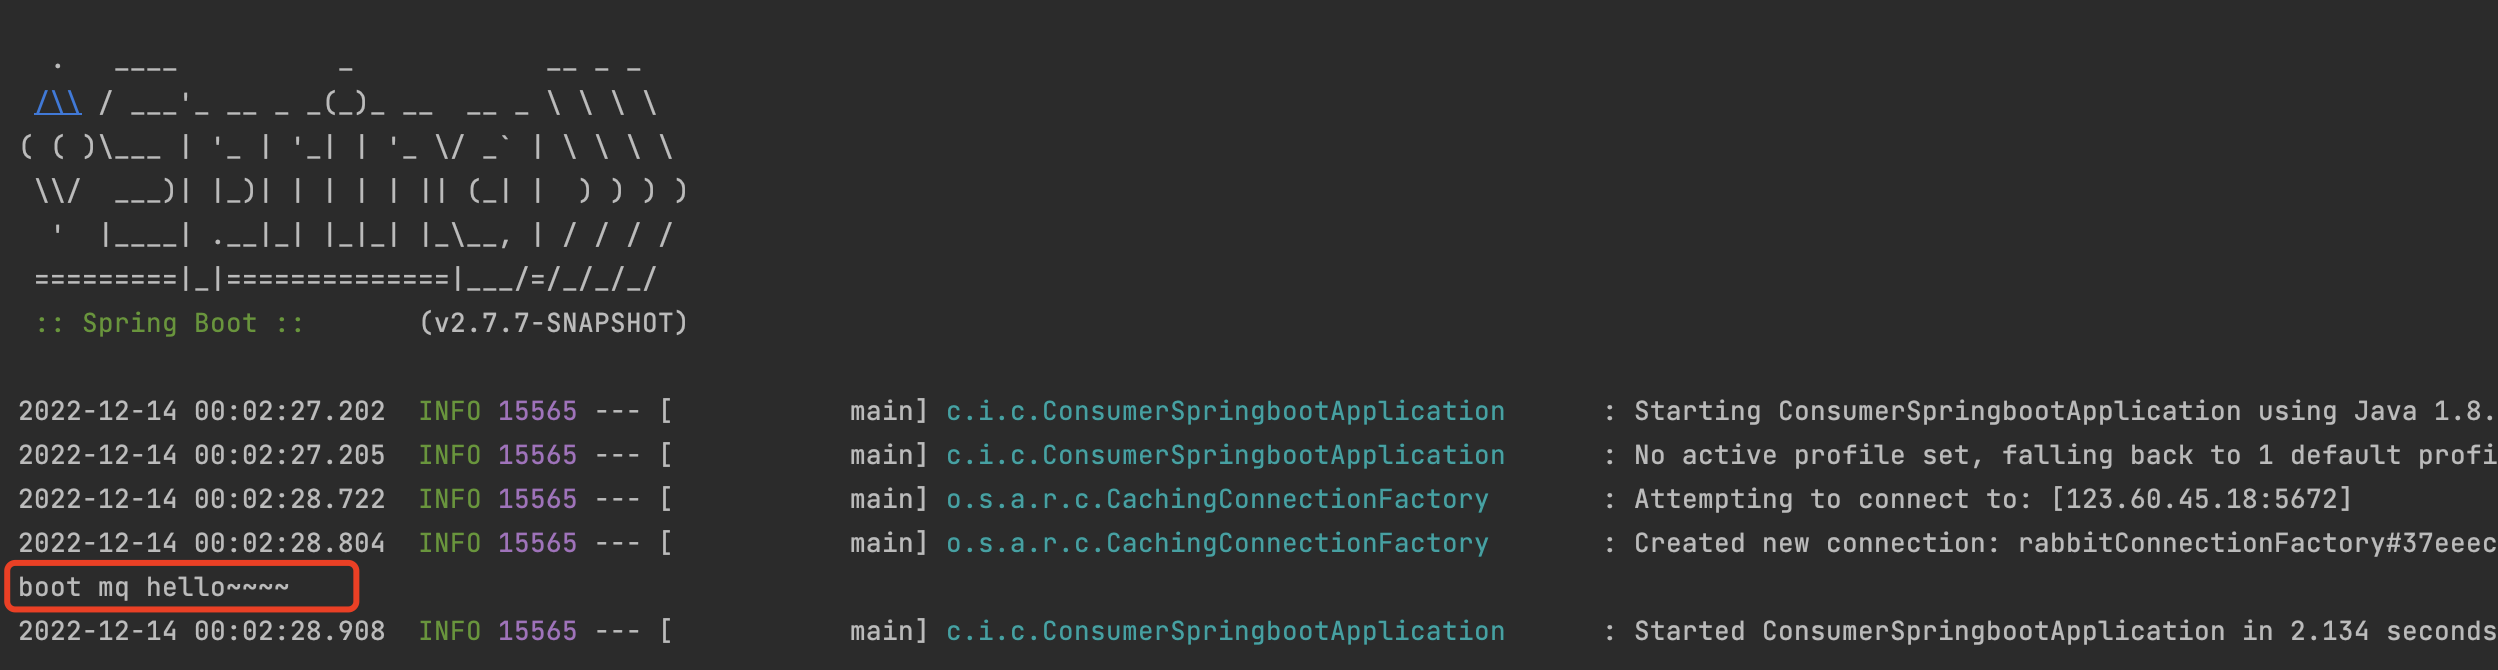 .   ____          _            __ _ _
 /\\ / ___'_ __ _ _(_)_ __  __ _ \ \ \ \
( ( )\___ | '_ | '_| | '_ \/ _` | \ \ \ \
 \\/  ___)| |_)| | | | | || (_| |  ) ) ) )
  '  |____| .__|_| |_|_| |_\__, | / / / /
 =========|_|==============|___/=/_/_/_/
 :: Spring Boot ::       (v2.7.7-SNAPSHOT)
2022-12-14 00:02:27.202  INFO 15565 --- [           main] c.i.c.ConsumerSpringbootApplication      : Starting ConsumerSpringbootApplication using Java 1.8.
2022-12-14 00:02:27.205  INFO 15565 --- [           main] c.i.c.ConsumerSpringbootApplication      : No active profile set, falling back to 1 default profi
2022-12-14 00:02:28.722  INFO 15565 --- [           main] o.s.a.r.c.CachingConnectionFactory       : Attempting to connect to: [123.60.45.18:5672]
2022-12-14 00:02:28.804  INFO 15565 --- [           main] o.s.a.r.c.CachingConnectionFactory       : Created new connection: rabbitConnectionFactory#37eeec
boot mq hello~~~~
2022-12-14 00:02:28.908  INFO 15565 --- [           main] c.i.c.ConsumerSpringbootApplication      : Started ConsumerSpringbootApplication in 2.134 seconds